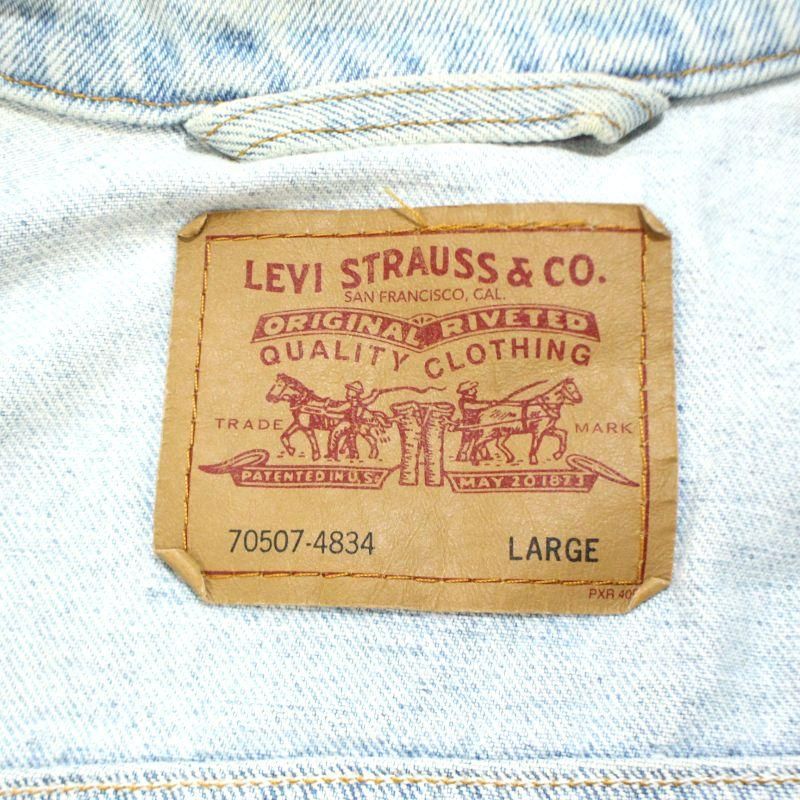 LEVI STRAUSS & CO.
SAN FRANCISCO, CAL.
ORIGINAL RIVETED
QUALITY CLOTHING
TRADE MARK
PATENTED IN U.S. MAY 20 1873
70507-4834 LARGE
PXR